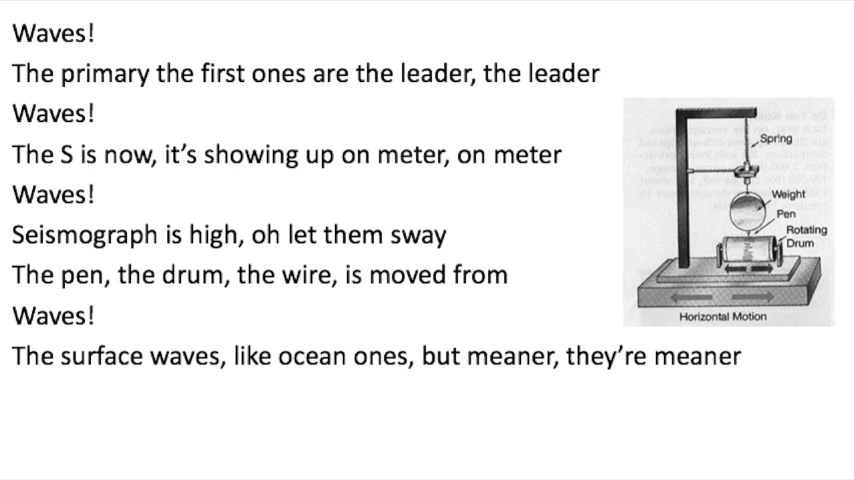 Waves!
The primary the first ones are the leader, the leader
Waves!
The S is now, it's showing up on meter, on meter
Waves!
Seismograph is high, oh let them sway
The pen, the drum, the wire, is moved from
Waves!
The surface waves, like ocean ones, but meaner, they're meaner
Spring
Weight
Pen
Rotating
Drum
Horizontal Motion